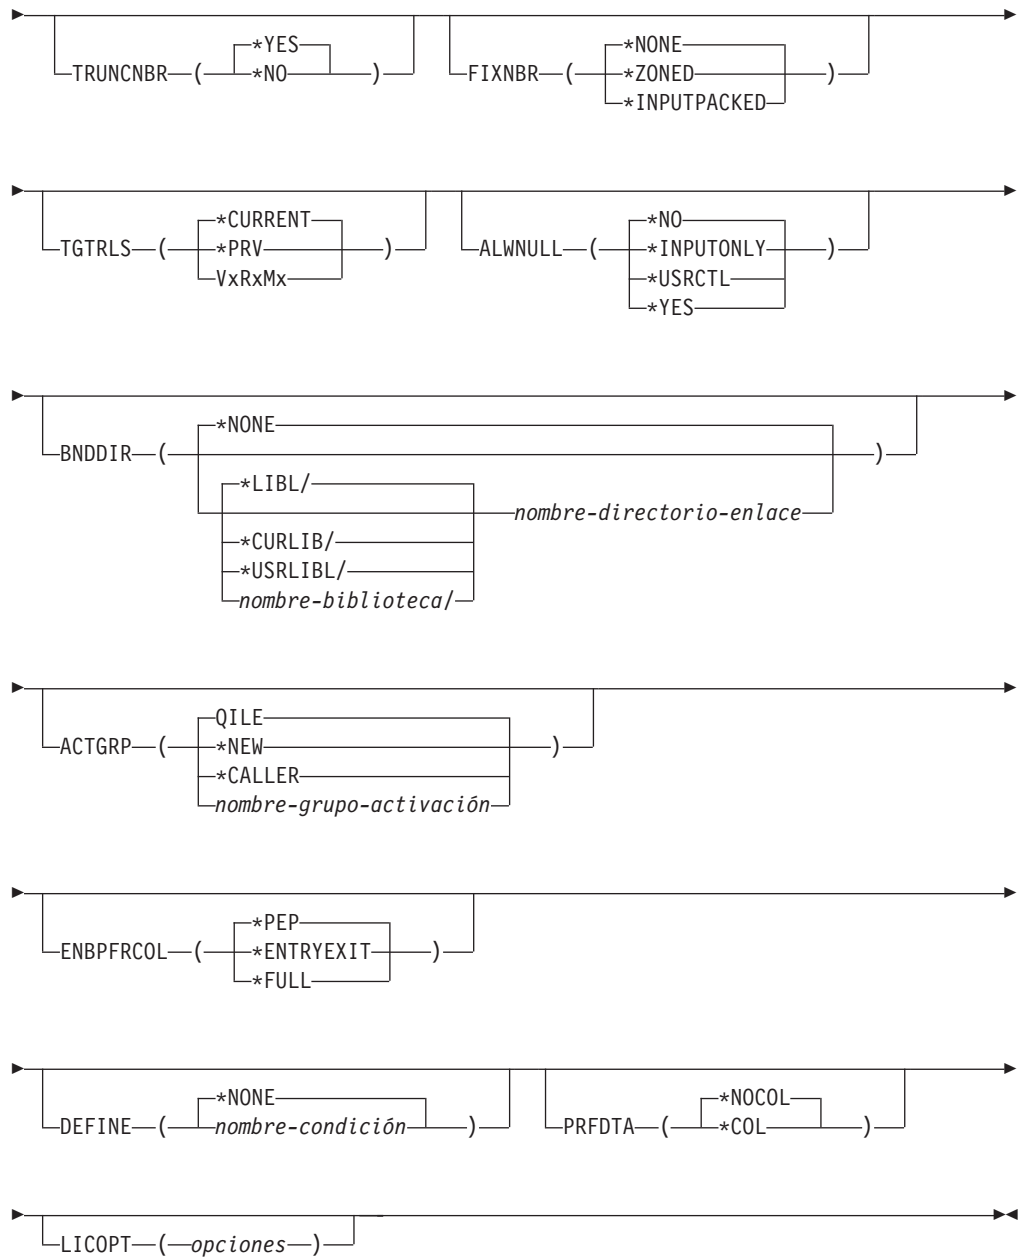 *YES
TRUNCNBR ( *NO )
*NONE
FIXNBR ( *ZONED )
*INPUTPACKED
*CURRENT
TGTRLS ( *PRV )
VxRxMx
*NO
ALWNULL ( *INPUTONLY )
*USRCTL
*YES
*NONE
BNDDIR ( )
*LIBL/
nombre-directorio-enlace
*CURLIB/
*USRLIBL/
nombre-biblioteca/
QILE
ACTGRP ( *NEW )
*CALLER
nombre-grupo-activación
*PEP
ENBPFRCOL ( *ENTRYEXIT )
*FULL
*NONE
DEFINE ( nombre-condición )
*NOCOL
PRFDTA ( *COL )
LICOPT ( opciones )